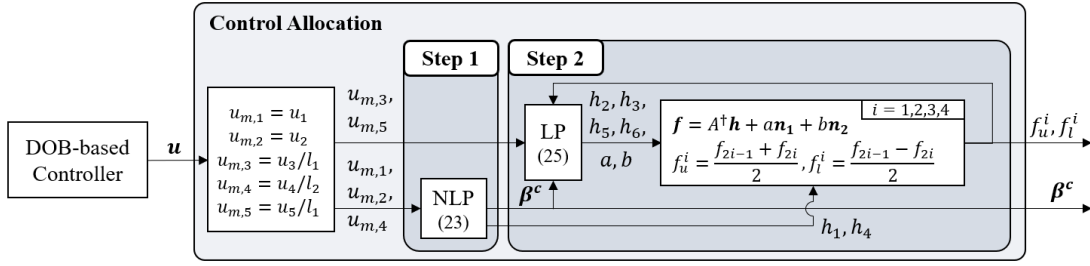 Control Allocation
Step 1
Step 2
DOB-based
Controller
u
u_{m,1} = u_1
u_{m,2} = u_2
u_{m,3} = u_3/l_1
u_{m,4} = u_4/l_2
u_{m,5} = u_5/l_1
u_{m,3},
u_{m,5}
u_{m,1},
u_{m,2},
u_{m,4}
NLP
(23)
LP
(25)
β^c
h_2, h_3,
h_5, h_6,
a, b
i = 1,2,3,4
f = A^†h + an_1 + bn_2
f_u^i = \frac{f_{2i-1} + f_{2i}}{2}, f_l^i = \frac{f_{2i-1} − f_{2i}}{2}
h_1, h_4
f_u^i, f_l^i
β^c